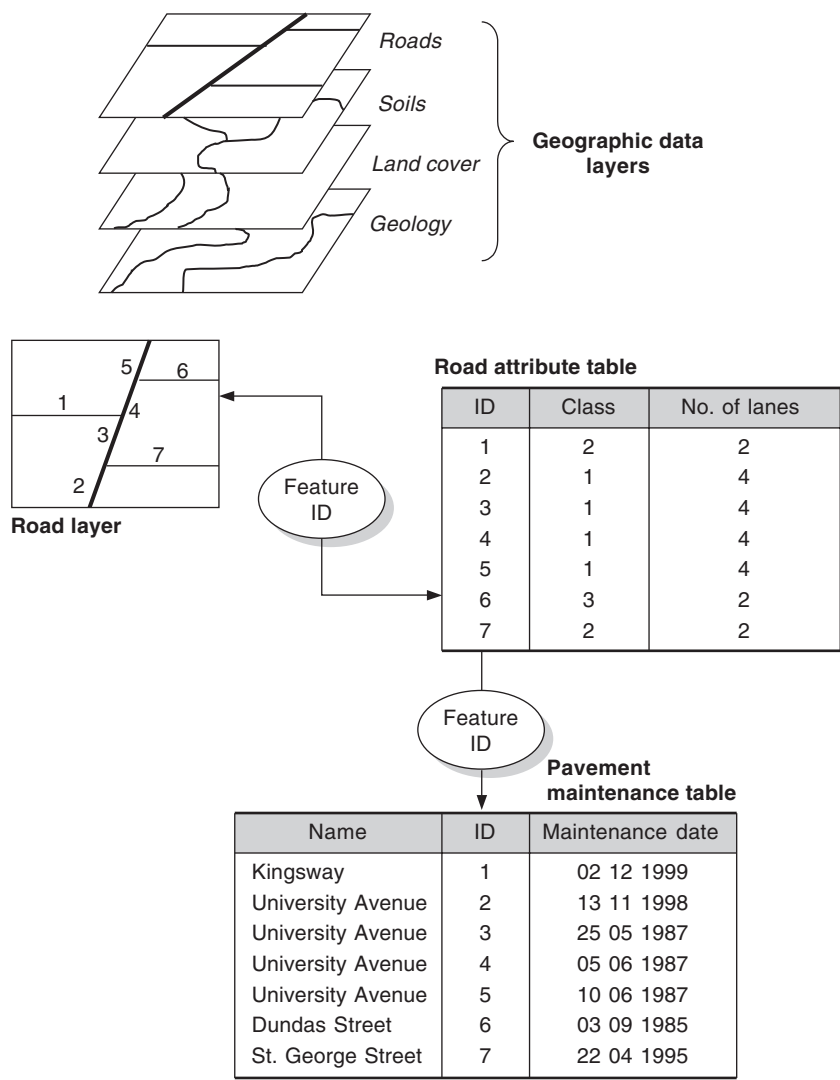 Roads
Soils
Land cover
Geology
Geographic data
layers
5
6
1
4
3
7
2
Road layer
Feature
ID
Road attribute table
ID Class No. of lanes
1 2 2
2 1 4
3 1 4
4 1 4
5 1 4
6 3 2
7 2 2
Feature
ID
Pavement
maintenance table
Name ID Maintenance date
Kingsway 1 02 12 1999
University Avenue 2 13 11 1998
University Avenue 3 25 05 1987
University Avenue 4 05 06 1987
University Avenue 5 10 06 1987
Dundas Street 6 03 09 1985
St. George Street 7 22 04 1995